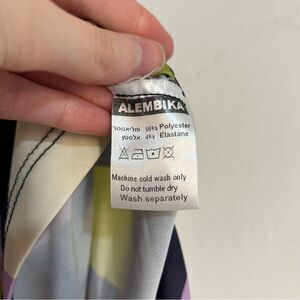 ALEMBIKA
פוליאסטר 96% Polyester
אלסטן 4% Elastane
Machine cold wash only
Do not tumble dry
Wash separately